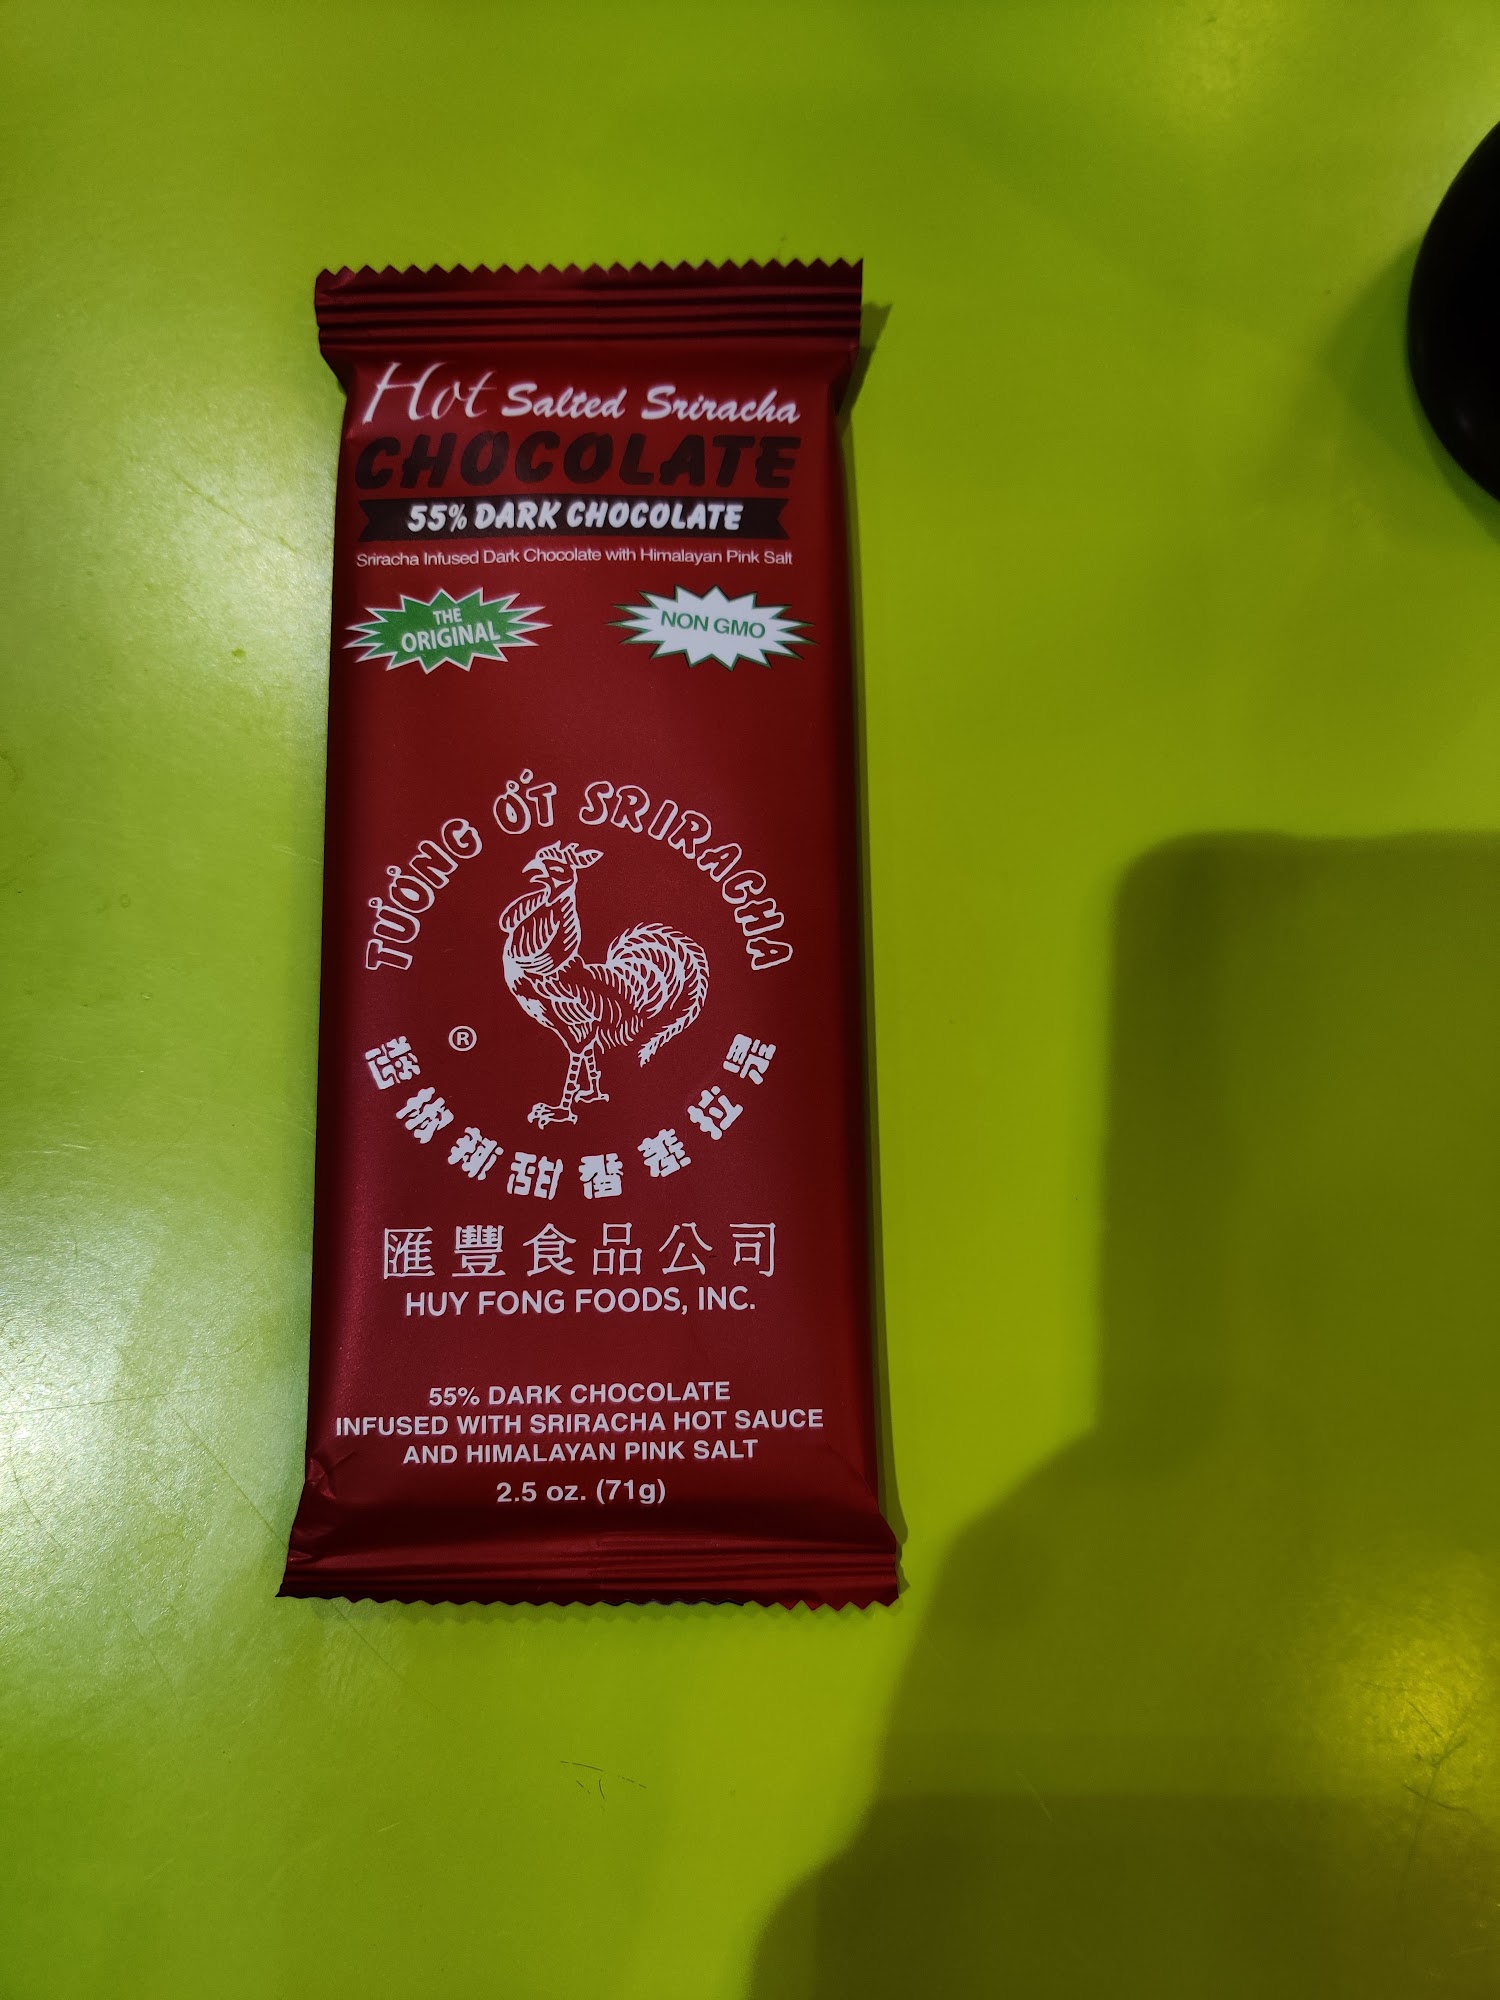 Hot Salted Sriracha
CHOCOLATE
55% DARK CHOCOLATE
Sriracha Infused Dark Chocolate with Himalayan Pink Salt
THE
ORIGINAL
NON GMO
TƯƠNG ỚT SRIRACHA
®
匯豐食品公司
HUY FONG FOODS, INC.
55% DARK CHOCOLATE
INFUSED WITH SRIRACHA HOT SAUCE
AND HIMALAYAN PINK SALT
2.5 oz. (71g)